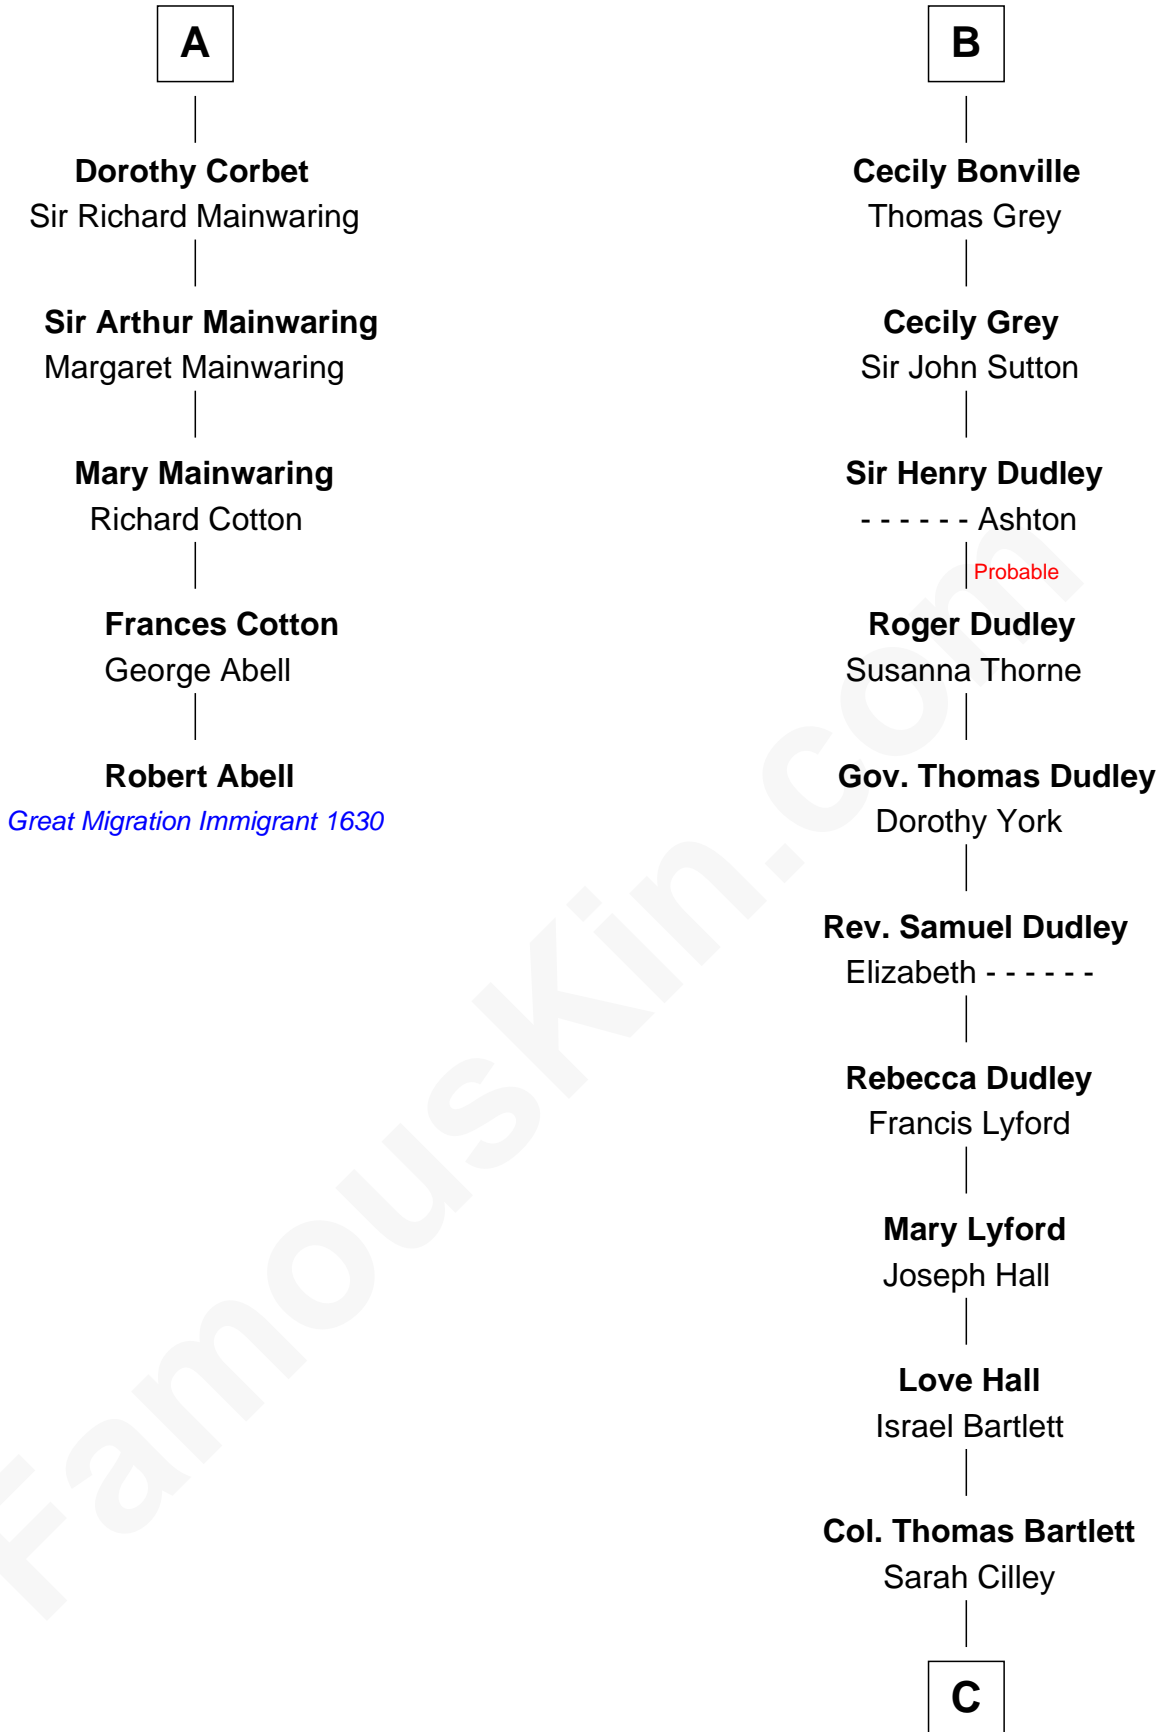 A
Dorothy Corbet
Sir Richard Mainwaring
Sir Arthur Mainwaring
Margaret Mainwaring
Mary Mainwaring
Richard Cotton
Frances Cotton
George Abell
Robert Abell
Great Migration Immigrant 1630
B
Cecily Bonville
Thomas Grey
Cecily Grey
Sir John Sutton
Sir Henry Dudley
- - - - - - Ashton
Probable
Roger Dudley
Susanna Thorne
Gov. Thomas Dudley
Dorothy York
Rev. Samuel Dudley
Elizabeth - - - - - -
Rebecca Dudley
Francis Lyford
Mary Lyford
Joseph Hall
Love Hall
Israel Bartlett
Col. Thomas Bartlett
Sarah Cilley
C
FamousKin.com